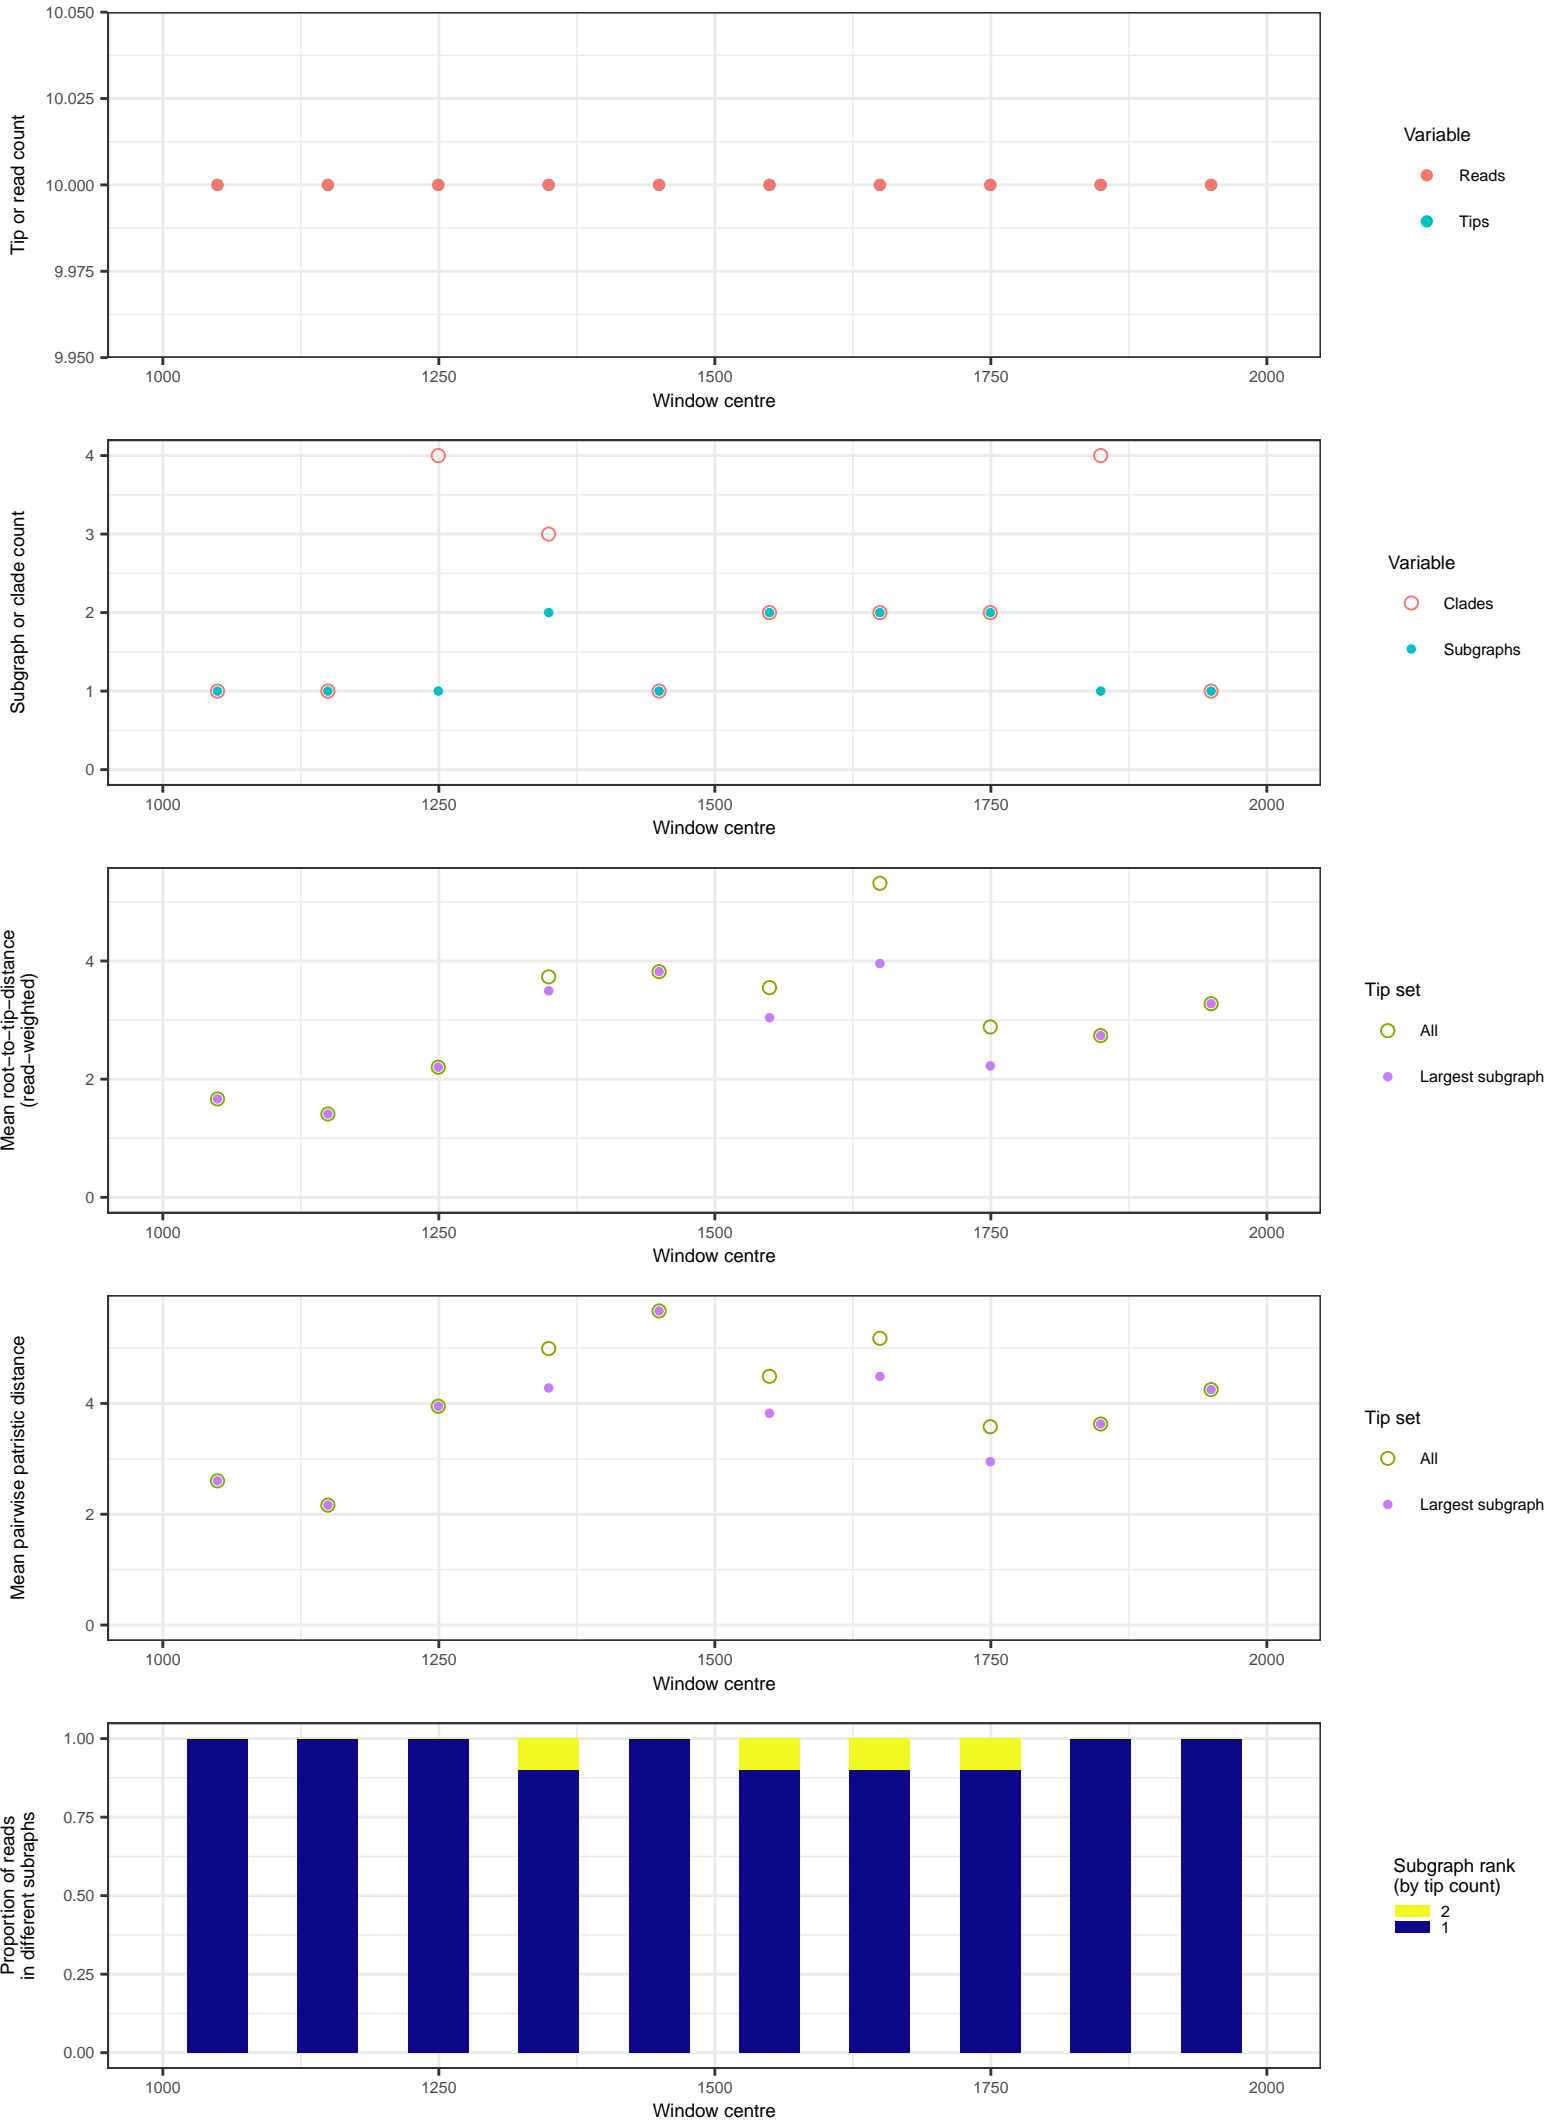 10.050
10.025
10.000
9.975
9.950
Tip or read count
1000 1250 1500 1750 2000
Window centre
Variable
Reads
Tips
4
3
2
1
0
Subgraph or clade count
1000 1250 1500 1750 2000
Window centre
Variable
Clades
Subgraphs
4
2
0
Mean root−to−tip−distance
(read−weighted)
1000 1250 1500 1750 2000
Window centre
Tip set
All
Largest subgraph
4
2
0
Mean pairwise patristic distance
1000 1250 1500 1750 2000
Window centre
Tip set
All
Largest subgraph
1.00
0.75
0.50
0.25
0.00
Proportion of reads
in different subraphs
1000 1250 1500 1750 2000
Window centre
Subgraph rank
(by tip count)
2
1